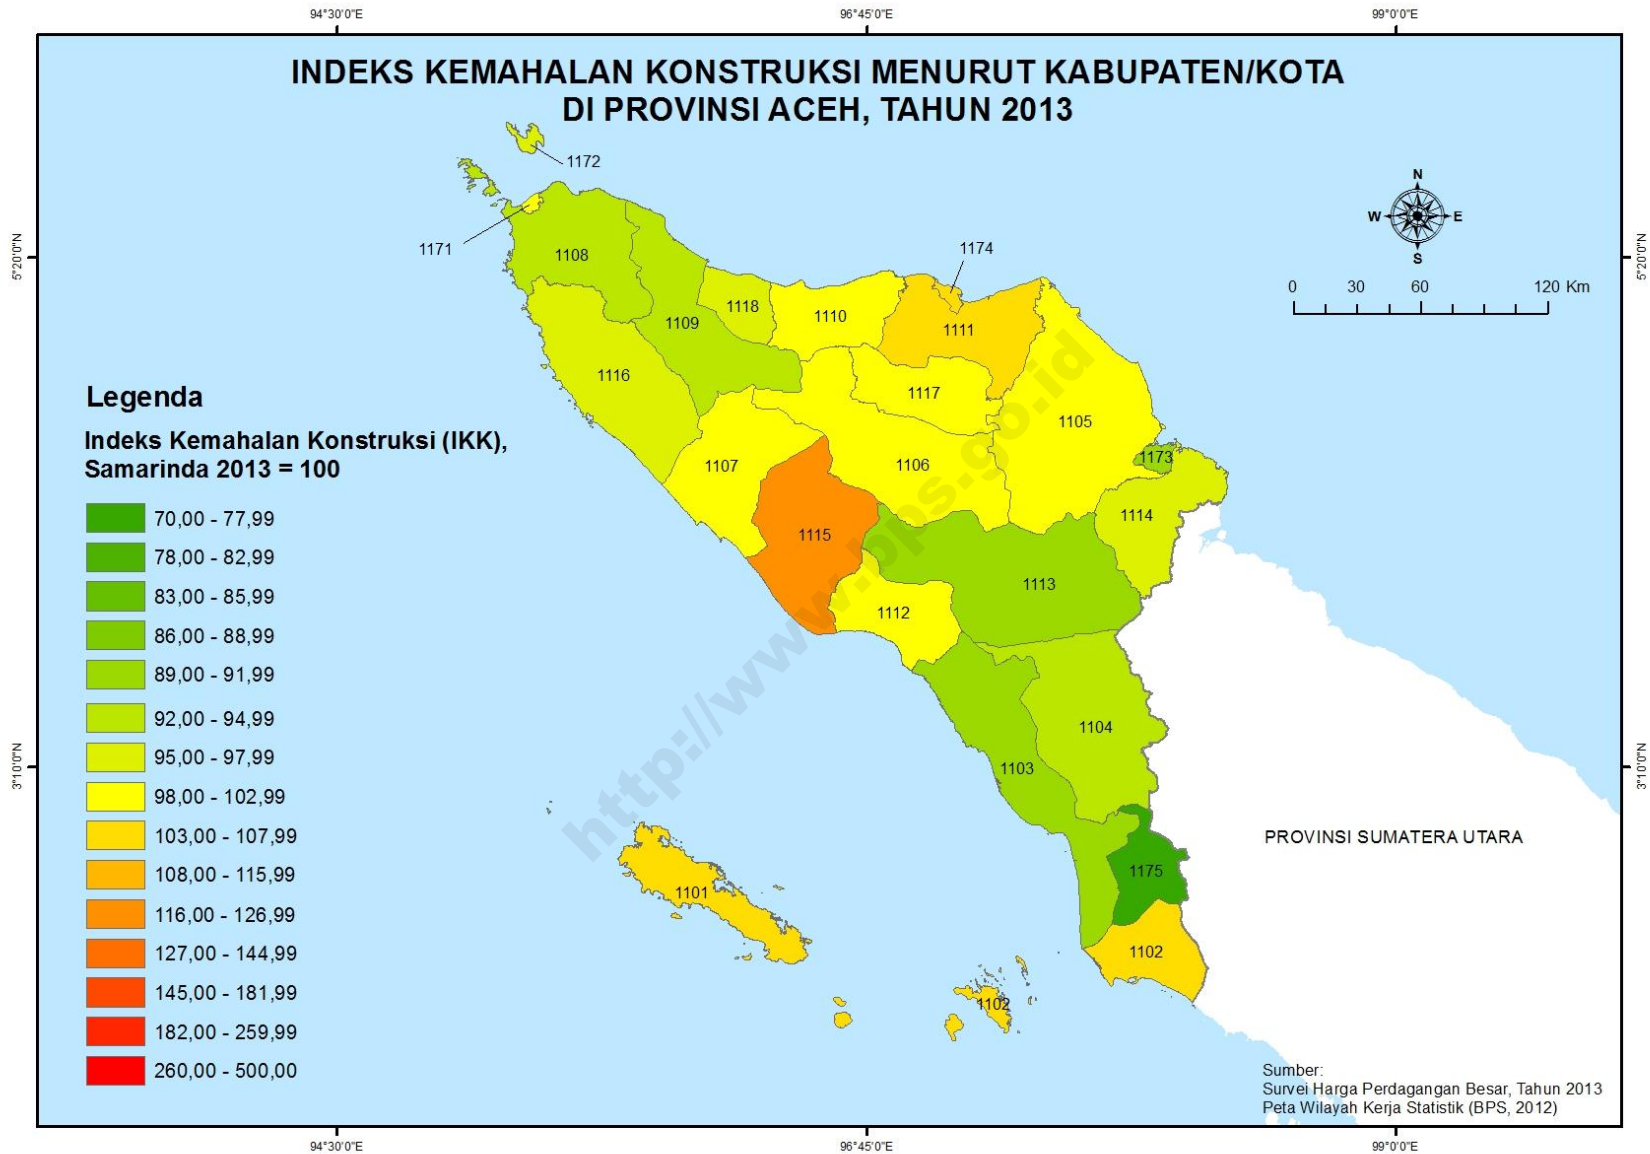 94°30'0"E 96°45'0"E 99°0'0"E
INDEKS KEMAHALAN KONSTRUKSI MENURUT KABUPATEN/KOTA
DI PROVINSI ACEH, TAHUN 2013
1172
N
W E
S
1171
1108
1174
5°20'0"N 5°20'0"N
0 30 60 120 Km
1118
1110
1109
1111
1116
1117
1105
Legenda
Indeks Kemahalan Konstruksi (IKK),
Samarinda 2013 = 100
1107
1106
1173
1114
1115
1113
1112
1104
1103
3°10'0"N 3°10'0"N
70,00 - 77,99
78,00 - 82,99
83,00 - 85,99
86,00 - 88,99
89,00 - 91,99
92,00 - 94,99
95,00 - 97,99
98,00 - 102,99
103,00 - 107,99
108,00 - 115,99
116,00 - 126,99
127,00 - 144,99
145,00 - 181,99
182,00 - 259,99
260,00 - 500,00
PROVINSI SUMATERA UTARA
1175
1101
1102
1102
http://www.bps.go.id
Sumber:
Survei Harga Perdagangan Besar, Tahun 2013
Peta Wilayah Kerja Statistik (BPS, 2012)
94°30'0"E 96°45'0"E 99°0'0"E